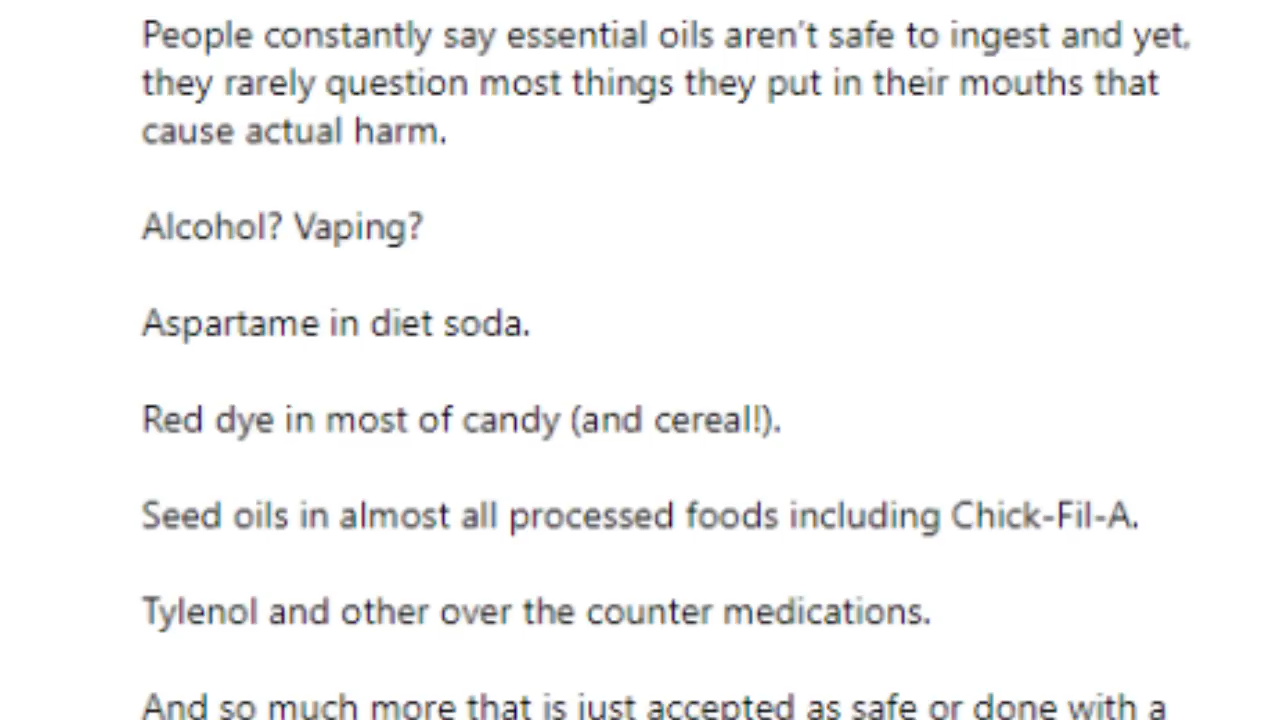 People constantly say essential oils aren't safe to ingest and yet,
they rarely question most things they put in their mouths that
cause actual harm.
Alcohol? Vaping?
Aspartame in diet soda.
Red dye in most of candy (and cereal!).
Seed oils in almost all processed foods including Chick-Fil-A.
Tylenol and other over the counter medications.
And so much more that is just accepted as safe or done with a